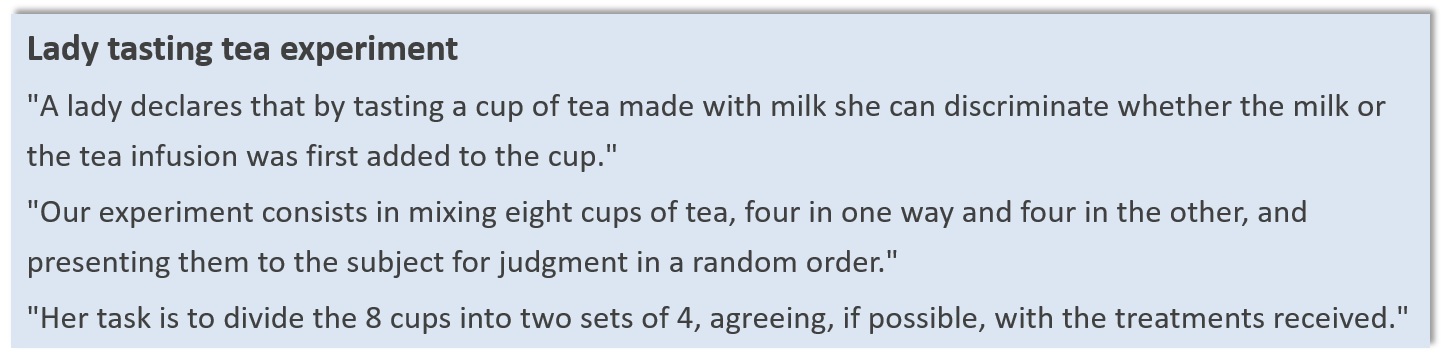 Lady tasting tea experiment
"A lady declares that by tasting a cup of tea made with milk she can discriminate whether the milk or
the tea infusion was first added to the cup."
"Our experiment consists in mixing eight cups of tea, four in one way and four in the other, and
presenting them to the subject for judgment in a random order."
"Her task is to divide the 8 cups into two sets of 4, agreeing, if possible, with the treatments received."